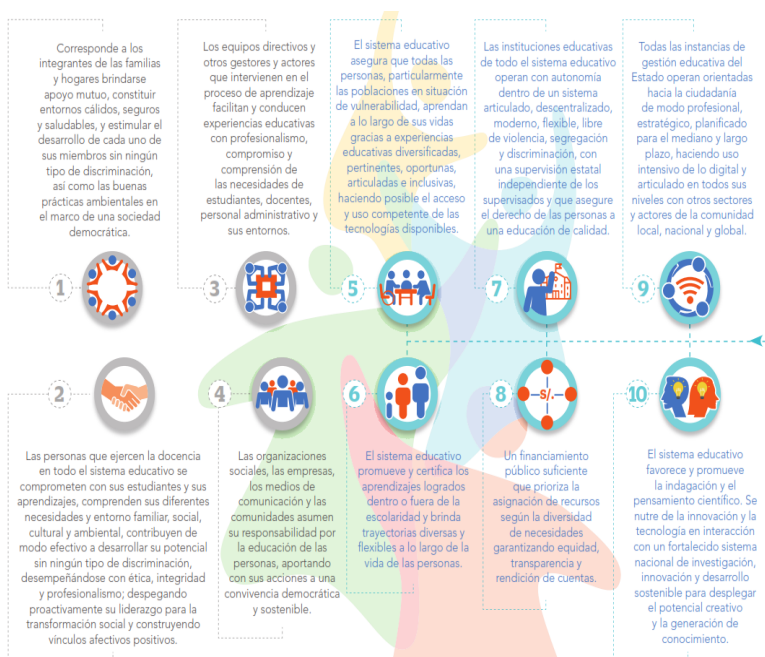 Corresponde a los
integrantes de las familias
y hogares brindarse
apoyo mutuo, constituir
entornos cálidos, seguros
y saludables, y estimular el
desarrollo de cada uno de
sus miembros sin ningún
tipo de discriminación,
así como las buenas
prácticas ambientales en
el marco de una sociedad
democrática.
1
Las personas que ejercen la docencia
en todo el sistema educativo se
comprometen con sus estudiantes y sus
aprendizajes, comprenden sus diferentes
necesidades y entorno familiar, social,
cultural y ambiental, contribuyen de
modo efectivo a desarrollar su potencial
sin ningún tipo de discriminación,
desempeñándose con ética, integridad
y profesionalismo; despegando
proactivamente su liderazgo para la
transformación social y construyendo
vínculos afectivos positivos.
2
Los equipos directivos y
otros gestores y actores
que intervienen en el
proceso de aprendizaje
facilitan y conducen
experiencias educativas
con profesionalismo,
compromiso y
comprensión de
las necesidades de
estudiantes, docentes,
personal administrativo y
sus entornos.
3
Las organizaciones
sociales, las empresas,
los medios de
comunicación y las
comunidades asumen
su responsabilidad por
la educación de las
personas, aportando
con sus acciones a una
convivencia democrática
y sostenible.
4
El sistema educativo
asegura que todas las
personas, particularmente
las poblaciones en situación
de vulnerabilidad, aprendan
a lo largo de sus vidas
gracias a experiencias
educativas diversificadas,
pertinentes, oportunas,
articuladas e inclusivas,
haciendo posible el acceso
y uso competente de las
tecnologías disponibles.
5
El sistema educativo
promueve y certifica los
aprendizajes logrados
dentro o fuera de la
escolaridad y brinda
trayectorias diversas y
flexibles a lo largo de la
vida de las personas.
6
Las instituciones educativas
de todo el sistema educativo
operan con autonomía
dentro de un sistema
articulado, descentralizado,
moderno, flexible, libre
de violencia, segregación
y discriminación, con
una supervisión estatal
independiente de los
supervisados y que asegure
el derecho de las personas a
una educación de calidad.
7
Un financiamiento
público suficiente
que prioriza la
asignación de recursos
según la diversidad
de necesidades
garantizando equidad,
transparencia y
rendición de cuentas.
8
S/.
Todas las instancias de
gestión educativa del
Estado operan orientadas
hacia la ciudadanía
de modo profesional,
estratégico, planificado
para el mediano y largo
plazo, haciendo uso
intensivo de lo digital y
articulado en todos sus
niveles con otros sectores
y actores de la comunidad
local, nacional y global.
9
El sistema educativo
favorece y promueve
la indagación y el
pensamiento científico. Se
nutre de la innovación y la
tecnología en interacción
con un fortalecido sistema
nacional de investigación,
innovación y desarrollo
sostenible para desplegar
el potencial creativo
y la generación de
conocimiento.
10